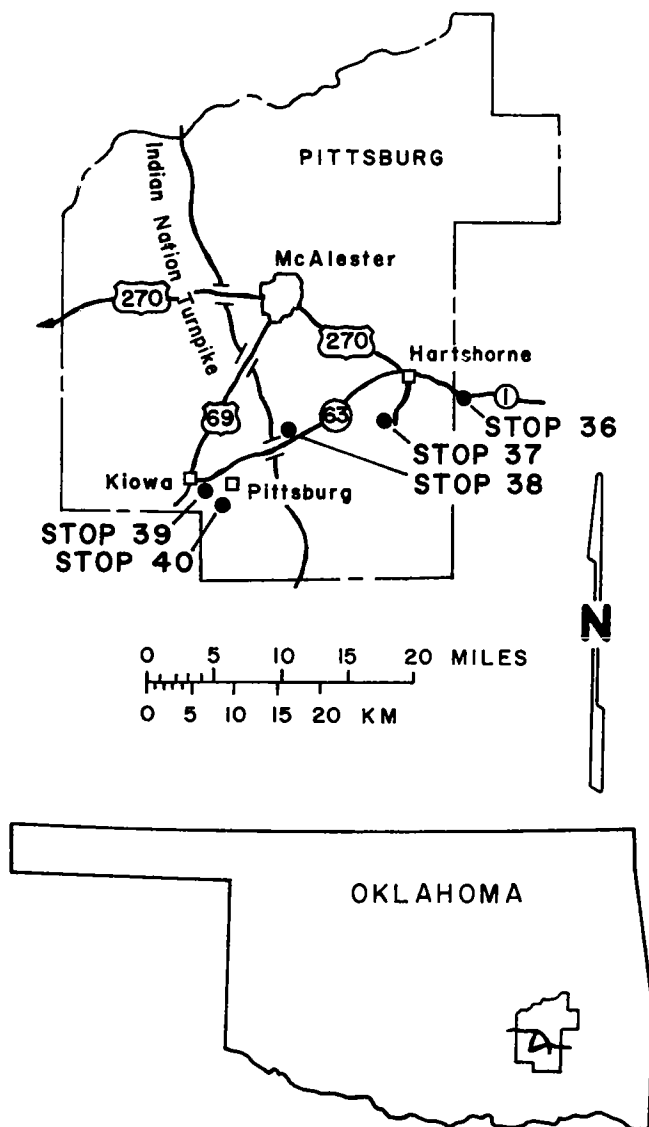 PITTSBURG
Indian Nation Turnpike
McAlester
270
270
Hartshorne
1
STOP 36
69
63
STOP 37
STOP 38
Kiowa
Pittsburg
STOP 39
STOP 40
N
0 5 10 15 20 MILES
0 5 10 15 20 KM
OKLAHOMA